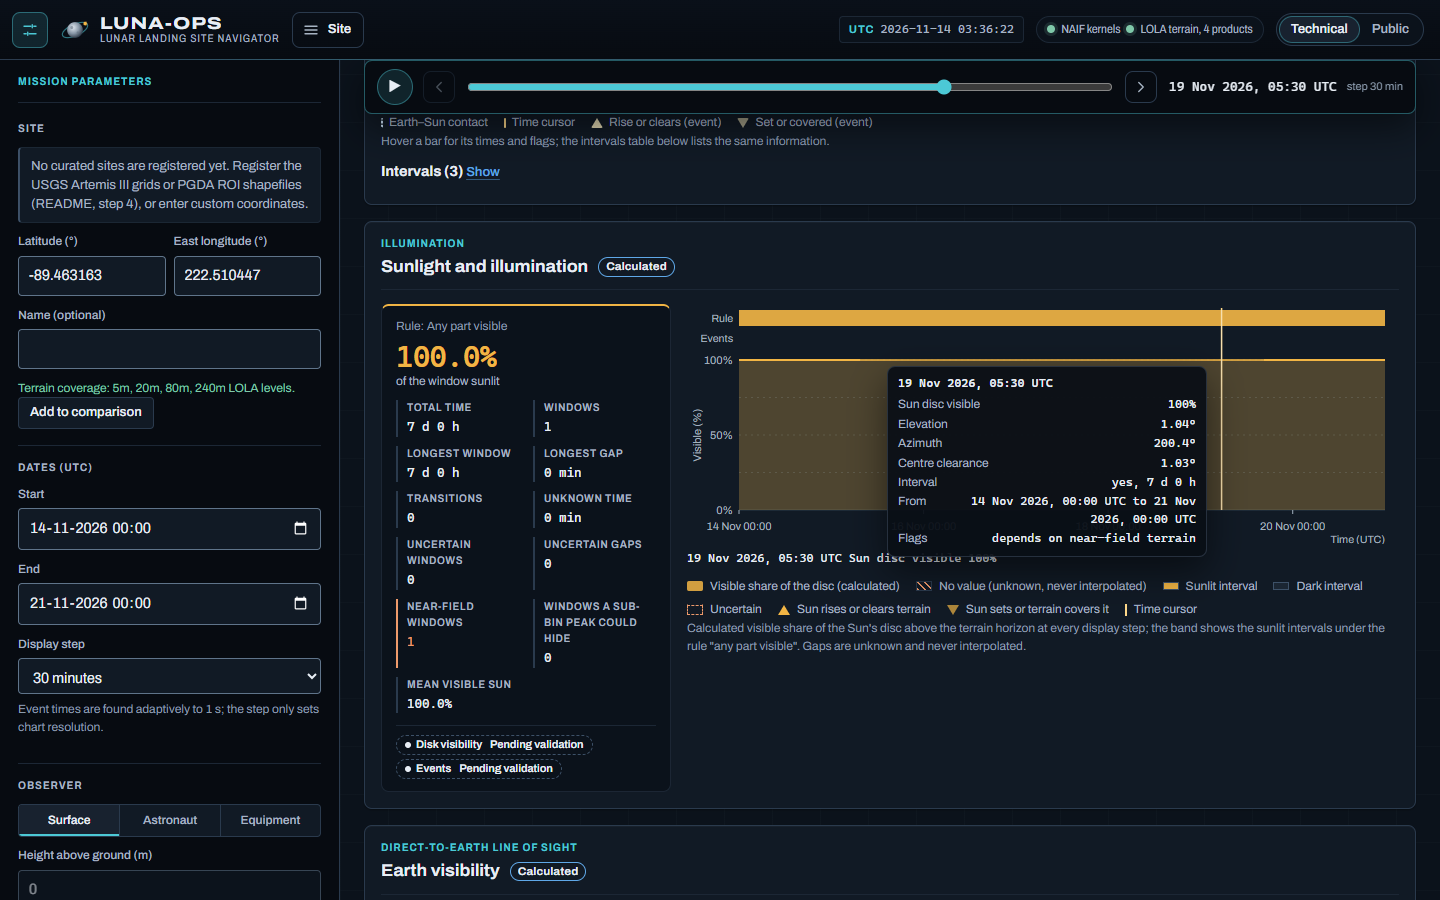 LUNA-OPS
LUNAR LANDING SITE NAVIGATOR
Site
UTC 2026-11-14 03:36:22
NAIF kernels
LOLA terrain, 4 products
Technical
Public
MISSION PARAMETERS
SITE
No curated sites are registered yet. Register the
USGS Artemis III grids or PGDA ROI shapefiles
(README, step 4), or enter custom coordinates.
Latitude (°)
East longitude (°)
-89.463163
222.510447
Name (optional)
Terrain coverage: 5m, 20m, 80m, 240m LOLA levels.
Add to comparison
DATES (UTC)
Start
14-11-2026 00:00
End
21-11-2026 00:00
Display step
30 minutes
Event times are found adaptively to 1 s; the step only sets
chart resolution.
OBSERVER
Surface
Astronaut
Equipment
Height above ground (m)
0
19 Nov 2026, 05:30 UTC
step 30 min
Earth–Sun contact
Time cursor
Rise or clears (event)
Set or covered (event)
Hover a bar for its times and flags; the intervals table below lists the same information.
Intervals (3) Show
ILLUMINATION
Sunlight and illumination
Calculated
Rule: Any part visible
100.0%
of the window sunlit
TOTAL TIME
7 d 0 h
WINDOWS
1
LONGEST WINDOW
7 d 0 h
LONGEST GAP
0 min
TRANSITIONS
0
UNKNOWN TIME
0 min
UNCERTAIN
WINDOWS
0
UNCERTAIN GAPS
0
NEAR-FIELD
WINDOWS
1
WINDOWS A SUB-
BIN PEAK COULD
HIDE
0
MEAN VISIBLE SUN
100.0%
Disk visibility Pending validation
Events Pending validation
Rule
Events
100%
50%
0%
Visible (%)
14 Nov 00:00
20 Nov 00:00
Time (UTC)
19 Nov 2026, 05:30 UTC
Sun disc visible 100%
Elevation 1.04°
Azimuth 200.4°
Centre clearance 1.03°
Interval yes, 7 d 0 h
From 14 Nov 2026, 00:00 UTC to 21 Nov
2026, 00:00 UTC
Flags depends on near-field terrain
19 Nov 2026, 05:30 UTC Sun disc visible 100%
Visible share of the disc (calculated)
No value (unknown, never interpolated)
Sunlit interval
Dark interval
Uncertain
Sun rises or clears terrain
Sun sets or terrain covers it
Time cursor
Calculated visible share of the Sun's disc above the terrain horizon at every display step; the band shows the sunlit intervals under the
rule "any part visible". Gaps are unknown and never interpolated.
DIRECT-TO-EARTH LINE OF SIGHT
Earth visibility
Calculated